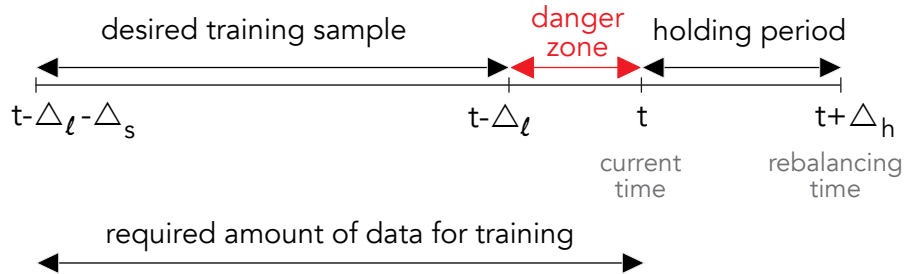 desired training sample
danger
zone
holding period
t-△ℓ-△s
t-△ℓ
t
t+△h
current
time
rebalancing
time
required amount of data for training